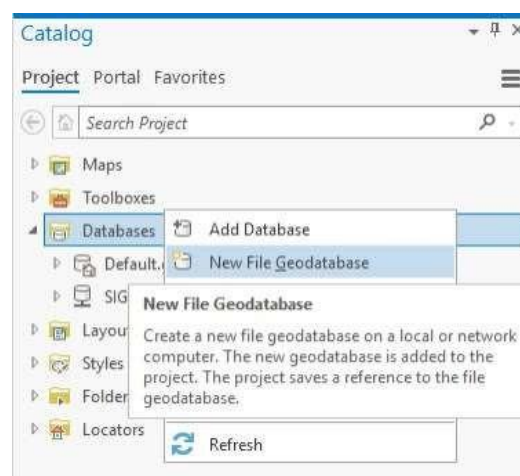 Catalog
Project Portal Favorites
Search Project
Maps
Toolboxes
Databases
Add Database
Default.
New File Geodatabase
SIG
New File Geodatabase
Create a new file geodatabase on a local or network
computer. The new geodatabase is added to the
project. The project saves a reference to the file
geodatabase.
Layou
Styles
Folder
Locators
Refresh